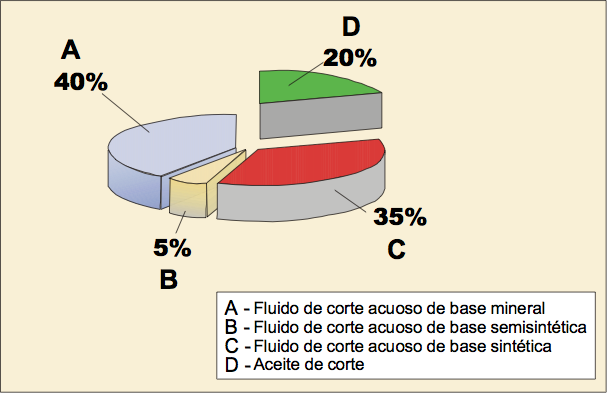 D
20%
A
40%
35%
C
5%
B
A - Fluido de corte acuoso de base mineral
B - Fluido de corte acuoso de base semisintética
C - Fluido de corte acuoso de base sintética
D - Aceite de corte